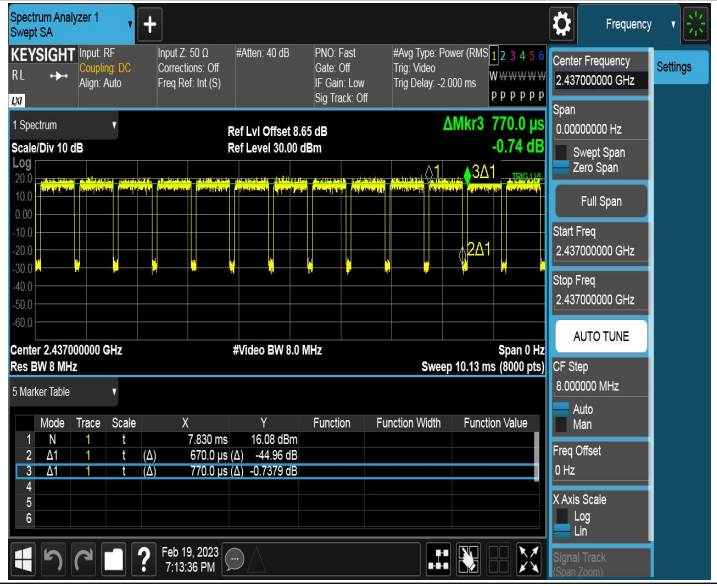 Spectrum Analyzer 1
Swept SA
Frequency
KEYSIGHT
RL
LXI
Input: RF
Coupling: DC
Align: Auto
Input Z: 50 Ω
Corrections: Off
Freq Ref: Int (S)
#Atten: 40 dB
PNO: Fast
Gate: Off
IF Gain: Low
Sig Track: Off
#Avg Type: Power (RMS
Trig: Video
Trig Delay: -2.000 ms
1 2 3 4 5 6
W W W W W W
P P P P P P
Center Frequency
2.437000000 GHz
Settings
1 Spectrum
Scale/Div 10 dB
Ref Lvl Offset 8.65 dB
Ref Level 30.00 dBm
ΔMkr3 770.0 µs
-0.74 dB
Span
0.00000000 Hz
Swept Span
Zero Span
Log
20.0
10.0
0.00
-10.0
-20.0
-30.0
-40.0
-50.0
-60.0
1
3Δ1
TRIG LVL
2Δ1
Full Span
Start Freq
2.437000000 GHz
Stop Freq
2.437000000 GHz
AUTO TUNE
Center 2.437000000 GHz
#Video BW 8.0 MHz
Span 0 Hz
Res BW 8 MHz
Sweep 10.13 ms (8000 pts)
CF Step
8.000000 MHz
Auto
Man
5 Marker Table
Mode Trace Scale X Y Function Function Width Function Value
1 N 1 t 7.830 ms 16.08 dBm
2 Δ1 1 t (Δ) 670.0 µs (Δ) -44.96 dB
3 Δ1 1 t (Δ) 770.0 µs (Δ) -0.7379 dB
4
5
6
Freq Offset
0 Hz
X Axis Scale
Log
Lin
Signal Track
(Span Zoom)
?
Feb 19, 2023
7:13:36 PM